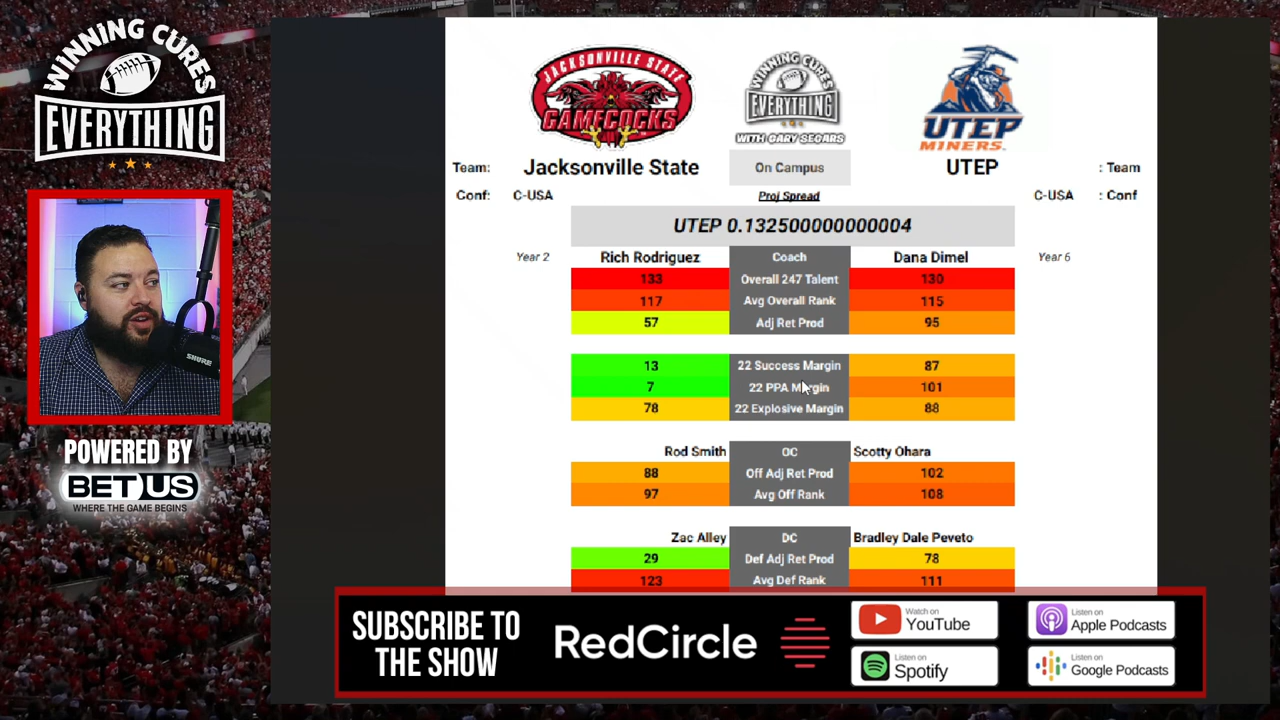 WINNING CURES
EVERYTHING
JACKSONVILLE STATE
GAMECOCKS
WINNING CURES
EVERYTHING
WITH GARY SEGARS
UTEP
MINERS.
Team: Jacksonville State On Campus UTEP : Team
Conf: C-USA Proj Spread C-USA : Conf
UTEP 0.132500000000004
Year 2 Rich Rodriguez Coach Dana Dimel Year 6
133 Overall 247 Talent 130
117 Avg Overall Rank 115
57 Adj Ret Prod 95
13 22 Success Margin 87
7 22 PPA Margin 101
78 22 Explosive Margin 88
Rod Smith OC Scotty Ohara
88 Off Adj Ret Prod 102
97 Avg Off Rank 108
Zac Alley DC Bradley Dale Peveto
29 Def Adj Ret Prod 78
123 Avg Def Rank 111
SHURE
POWERED BY
BETUS
WHERE THE GAME BEGINS
SUBSCRIBE TO
THE SHOW
RedCircle
Watch on
YouTube
Listen on
Apple Podcasts
Listen on
Spotify
Listen on
Google Podcasts